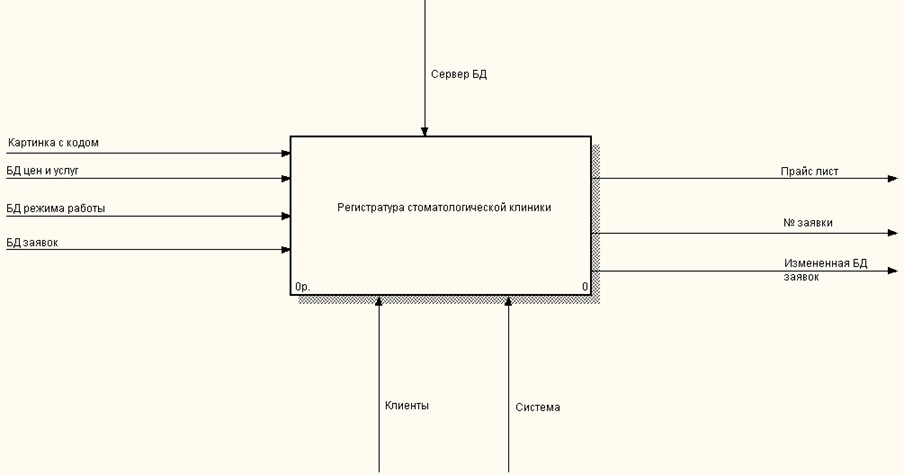 Сервер БД
Картинка с кодом
БД цен и услуг
Прайс лист
БД режима работы
Регистратура стоматологической клиники
№ заявки
БД заявок
Измененная БД
заявок
0р.
0
Клиенты
Система